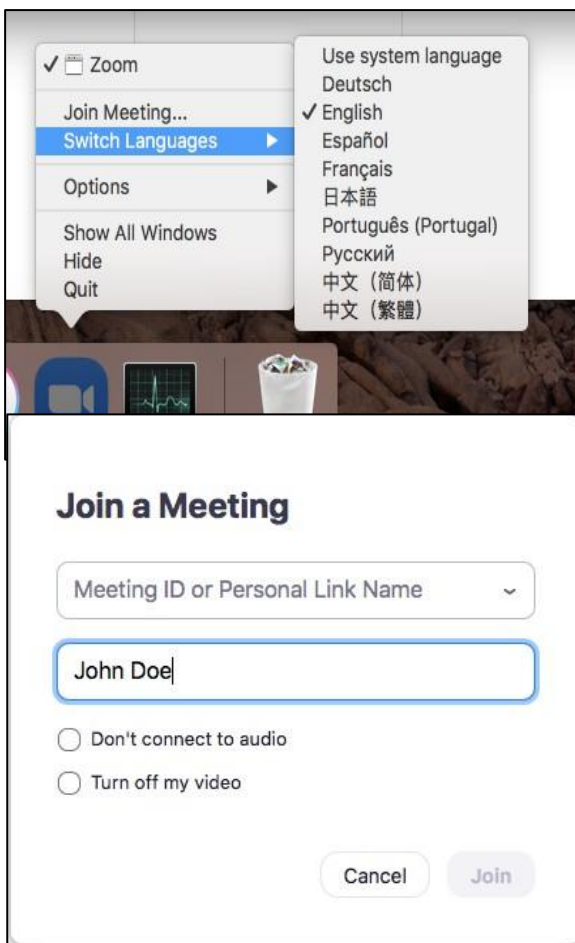 ✓ Zoom
Join Meeting...
Switch Languages
Options
Show All Windows
Hide
Quit
Use system language
Deutsch
✓ English
Español
Français
日本語
Português (Portugal)
Русский
中文（简体）
中文（繁體）
Join a Meeting
Meeting ID or Personal Link Name
John Doe
Don't connect to audio
Turn off my video
Cancel Join